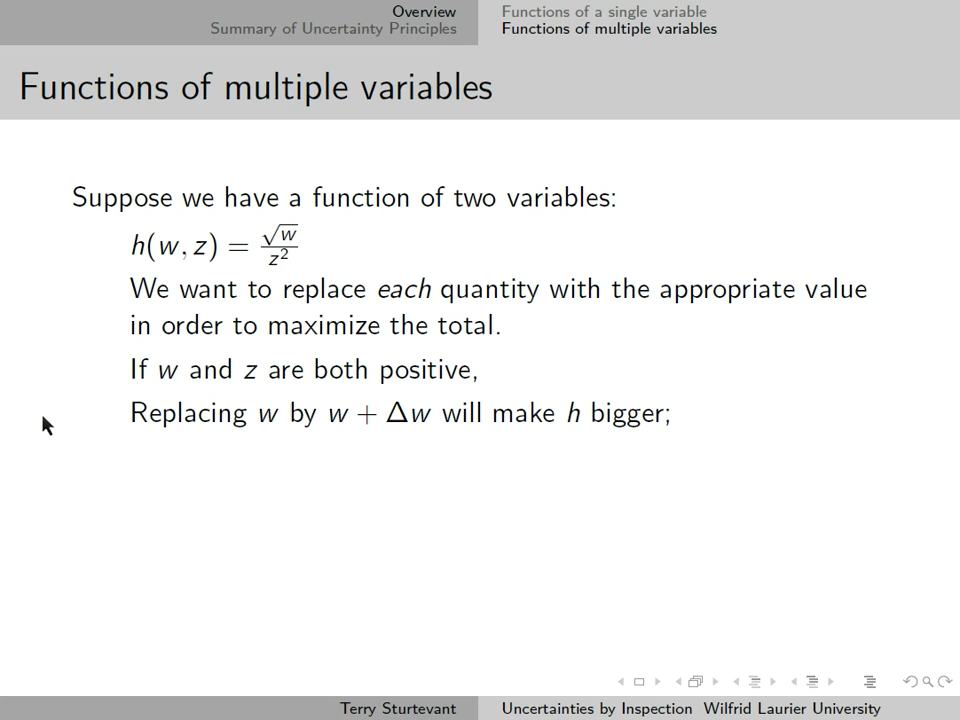 Overview
Summary of Uncertainty Principles
Functions of a single variable
Functions of multiple variables
Functions of multiple variables
Suppose we have a function of two variables:
h(w, z) = √w / z²
We want to replace each quantity with the appropriate value
in order to maximize the total.
If w and z are both positive,
Replacing w by w + Δw will make h bigger;
Terry Sturtevant
Uncertainties by Inspection Wilfrid Laurier University